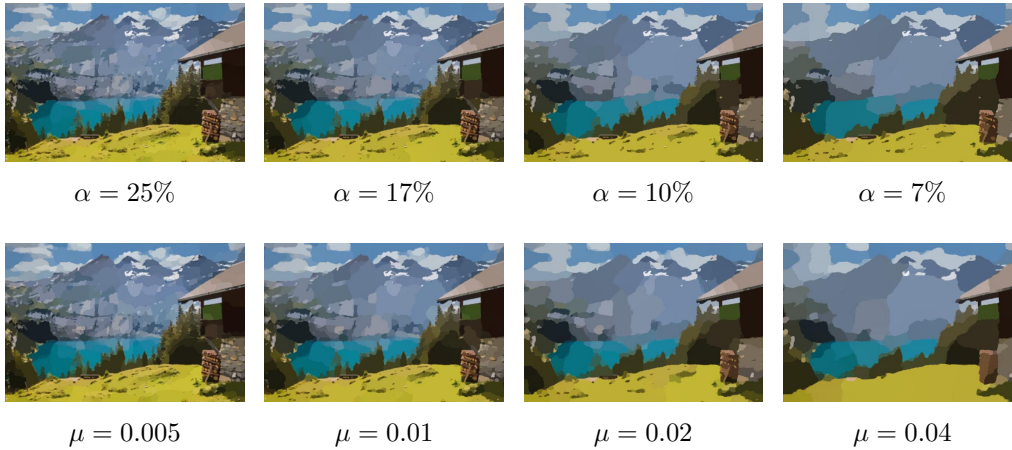 α = 25%
α = 17%
α = 10%
α = 7%
μ = 0.005
μ = 0.01
μ = 0.02
μ = 0.04